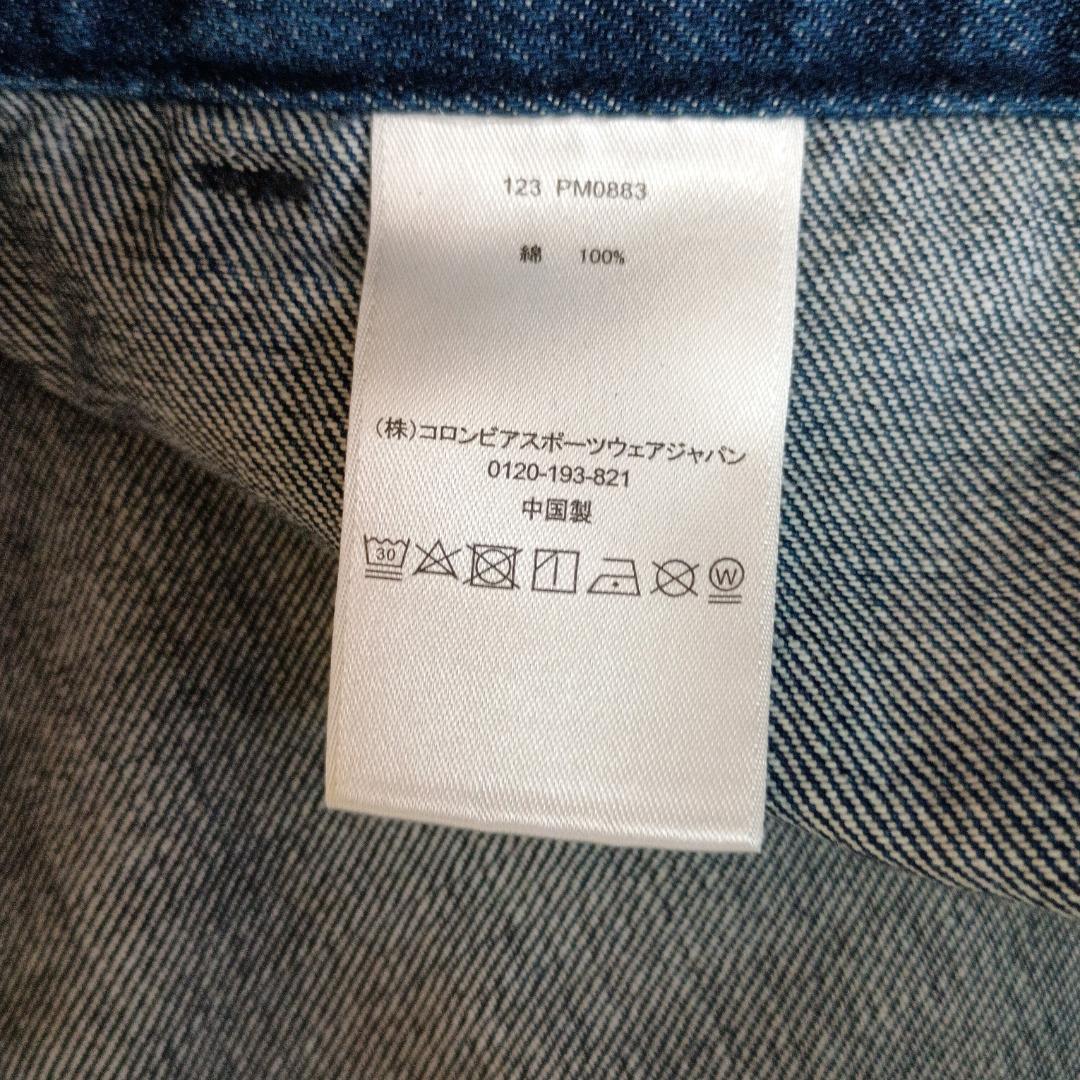 123 PM0883
綿 100%
(株)コロンビアスポーツウェアジャパン
0120-193-821
中国製
30
W